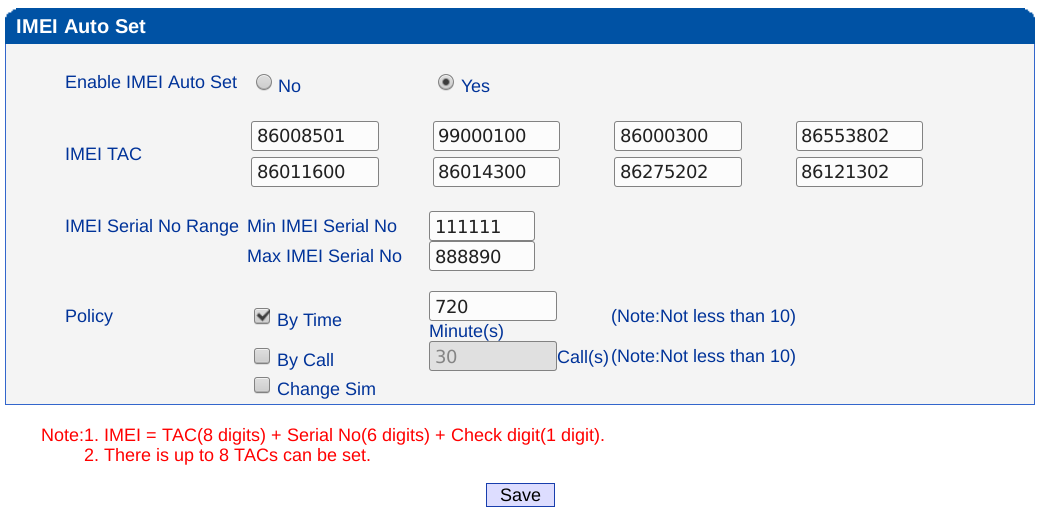 IMEI Auto Set
Enable IMEI Auto Set No Yes
IMEI TAC
86008501 99000100 86000300 86553802
86011600 86014300 86275202 86121302
IMEI Serial No Range Min IMEI Serial No 111111
Max IMEI Serial No 888890
Policy By Time 720 Minute(s) (Note:Not less than 10)
By Call 30 Call(s) (Note:Not less than 10)
Change Sim
Note:1. IMEI = TAC(8 digits) + Serial No(6 digits) + Check digit(1 digit).
2. There is up to 8 TACs can be set.
Save